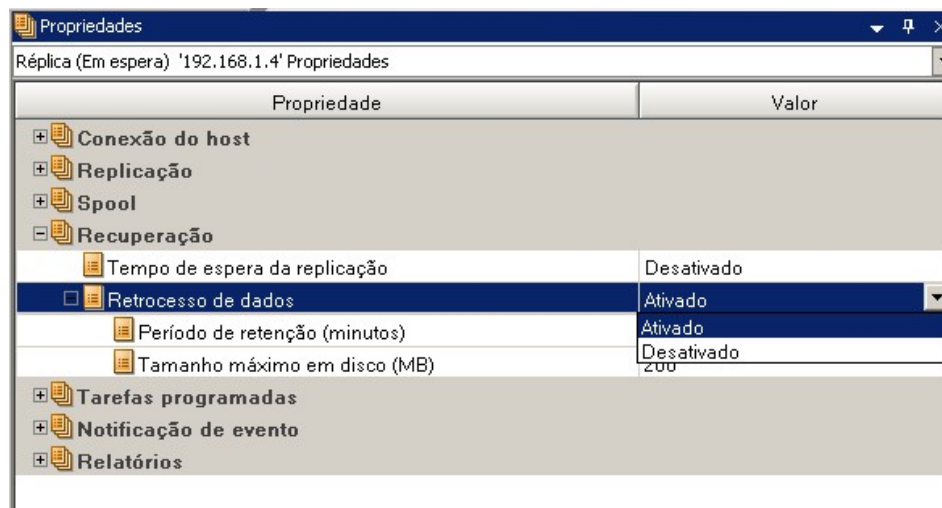 Propriedades
Réplica (Em espera) '192.168.1.4' Propriedades
Propriedade Valor
Conexão do host
Replicação
Spool
Recuperação
Tempo de espera da replicação Desativado
Retrocesso de dados Ativado
Período de retenção (minutos) Ativado
Desativado
Tamanho máximo em disco (MB) 200
Tarefas programadas
Notificação de evento
Relatórios